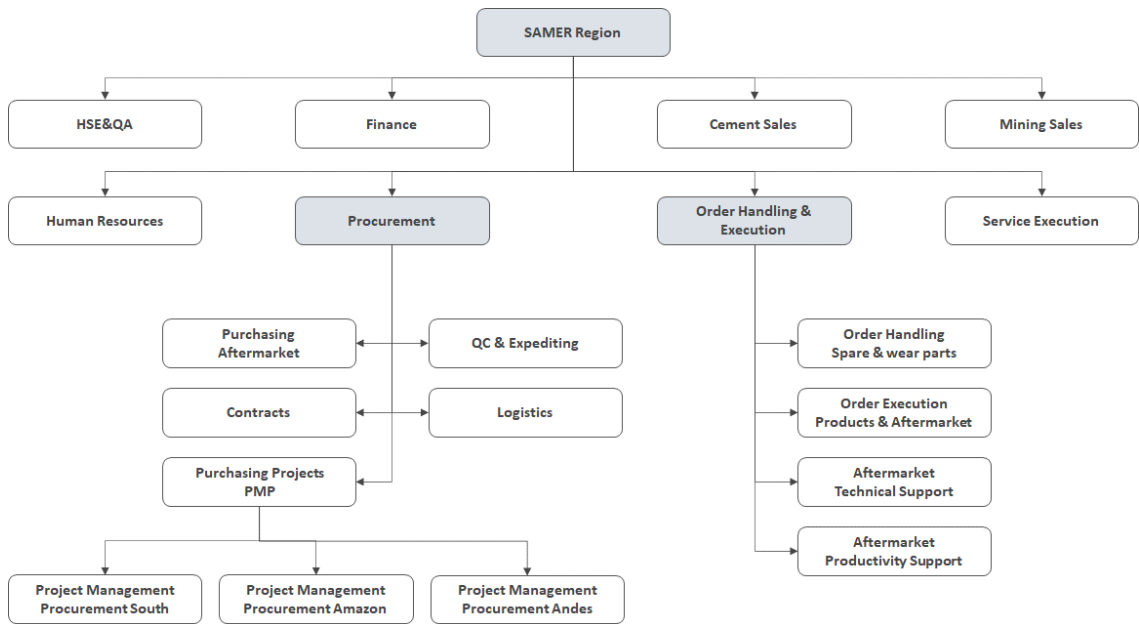 SAMER Region
HSE&QA
Finance
Cement Sales
Mining Sales
Human Resources
Procurement
Order Handling &
Execution
Service Execution
Purchasing
Aftermarket
QC & Expediting
Order Handling
Spare & wear parts
Contracts
Logistics
Order Execution
Products & Aftermarket
Purchasing Projects
PMP
Aftermarket
Technical Support
Aftermarket
Productivity Support
Project Management
Procurement South
Project Management
Procurement Amazon
Project Management
Procurement Andes